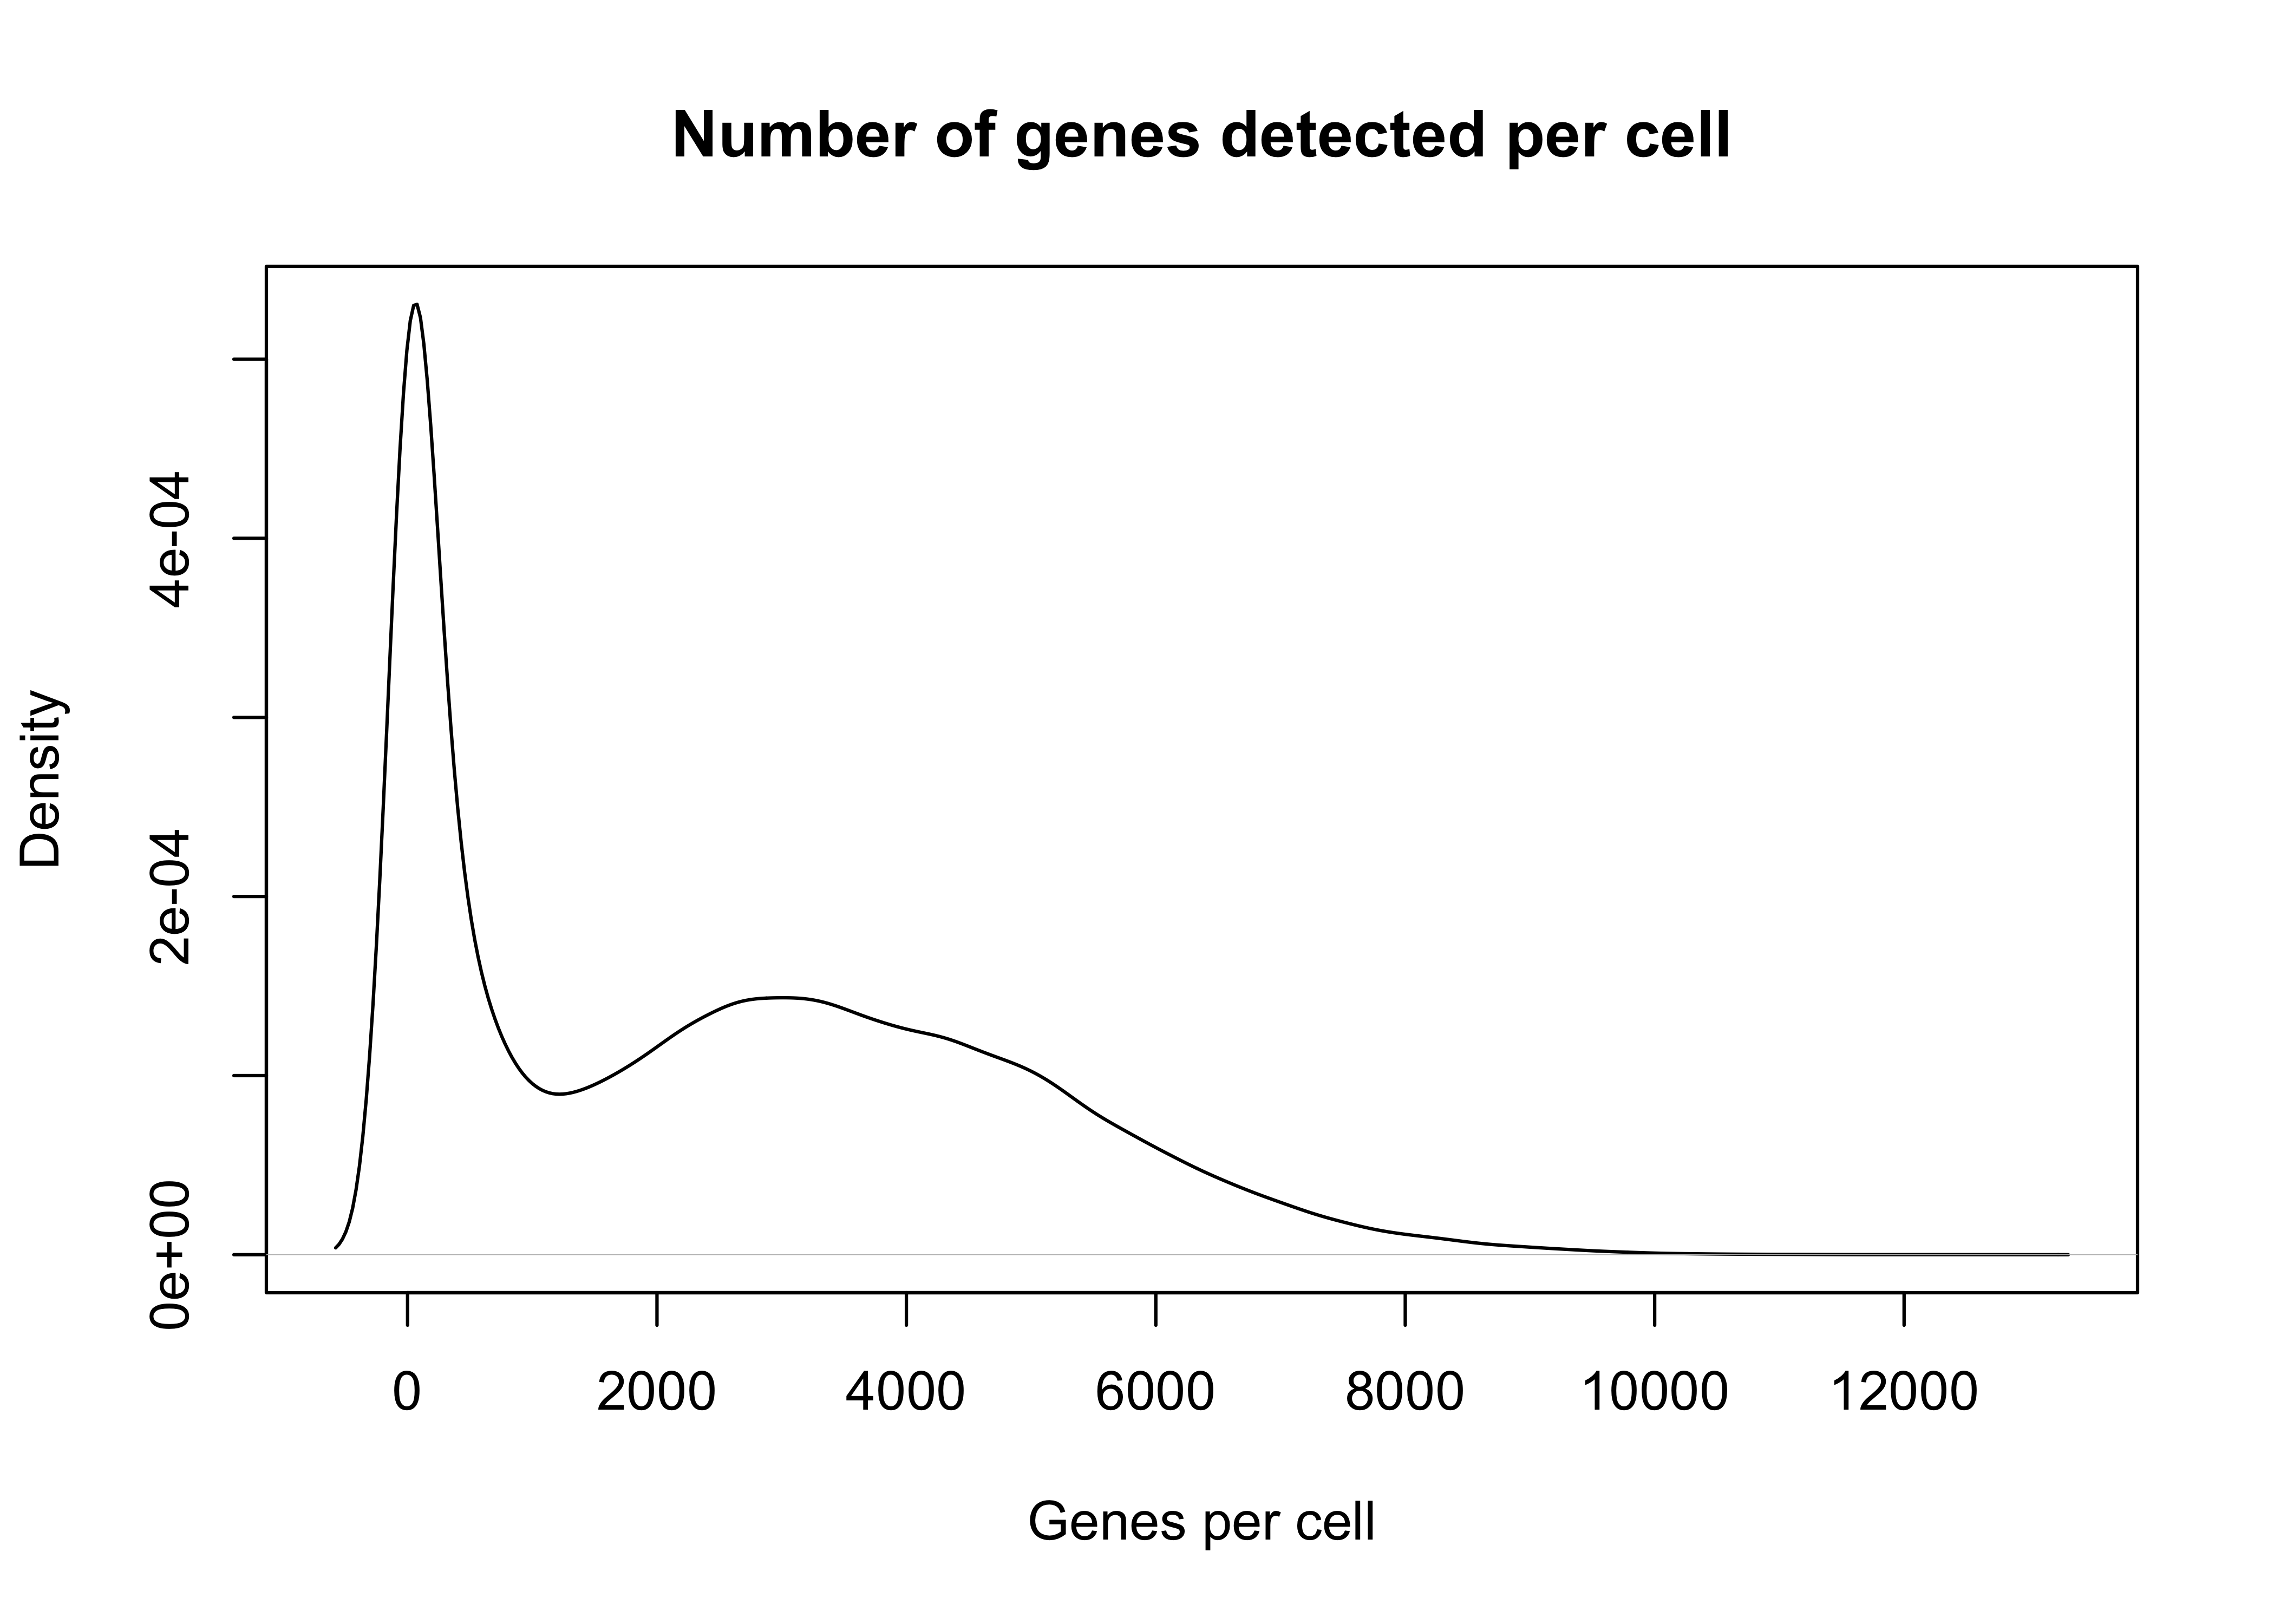 Number of genes detected per cell
Density
4e-04
2e-04
0e+00
0 2000 4000 6000 8000 10000 12000
Genes per cell